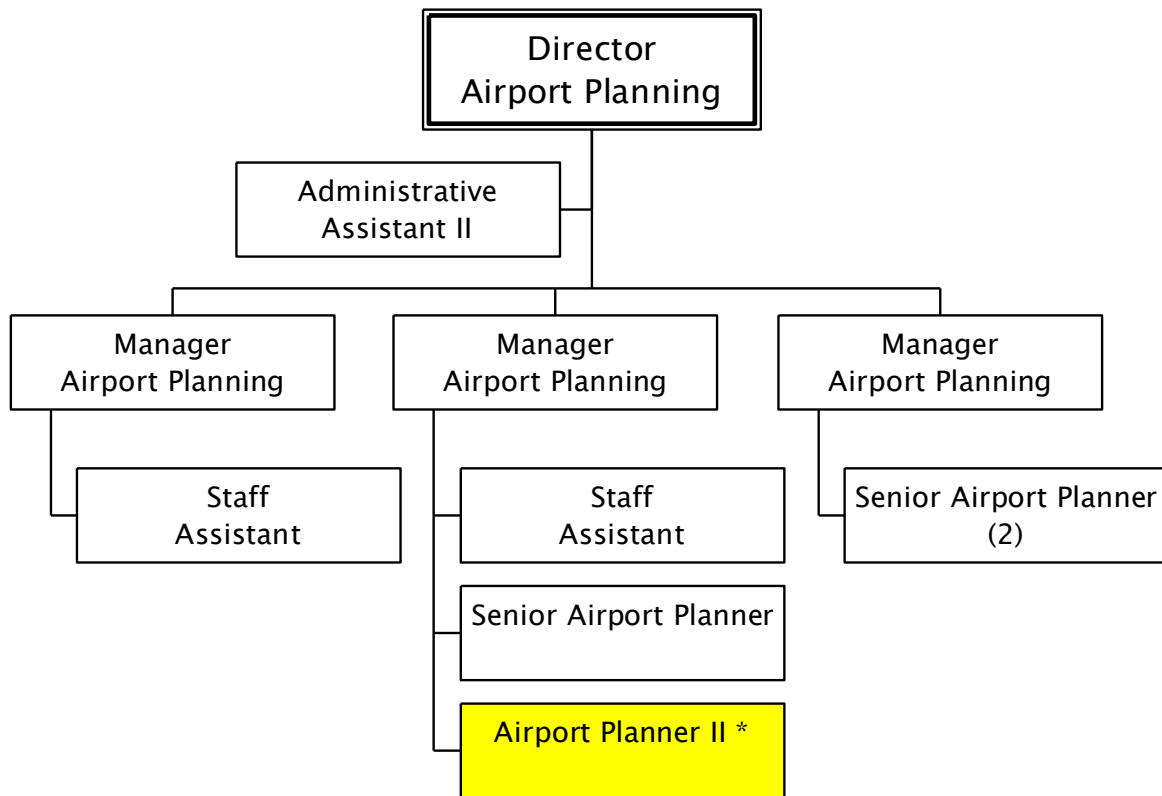 Director
Airport Planning
Administrative
Assistant II
Manager
Airport Planning
Manager
Airport Planning
Manager
Airport Planning
Staff
Assistant
Staff
Assistant
Senior Airport Planner
(2)
Senior Airport Planner
Airport Planner II *